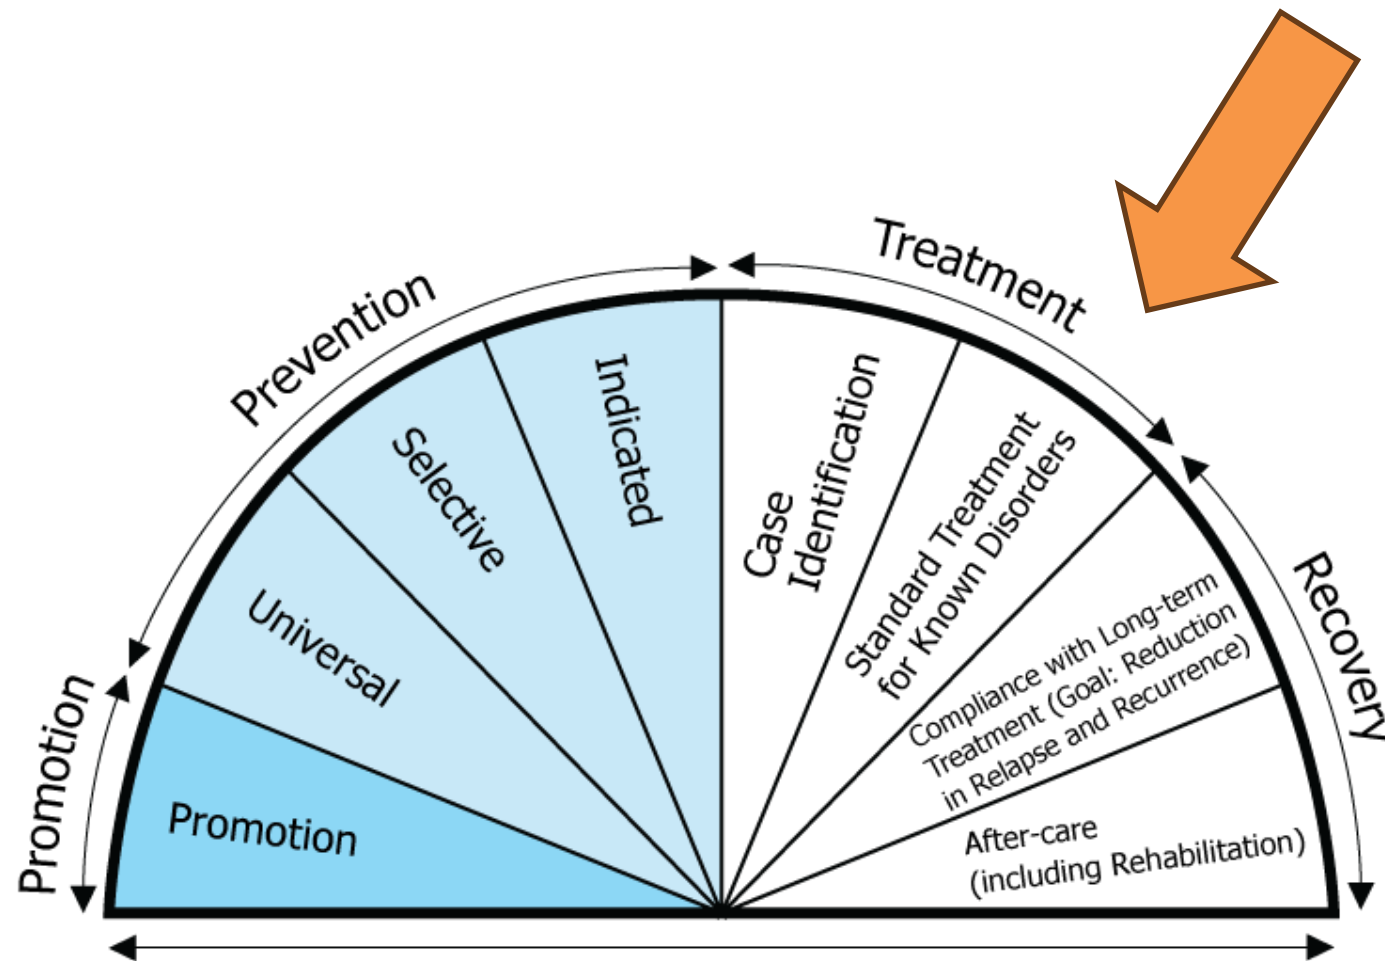 Promotion
Prevention
Treatment
Recovery
Promotion
Universal
Selective
Indicated
Case
Identification
Standard Treatment
for Known Disorders
Compliance with Long-term
Treatment (Goal: Reduction
in Relapse and Recurrence)
After-care
(including Rehabilitation)